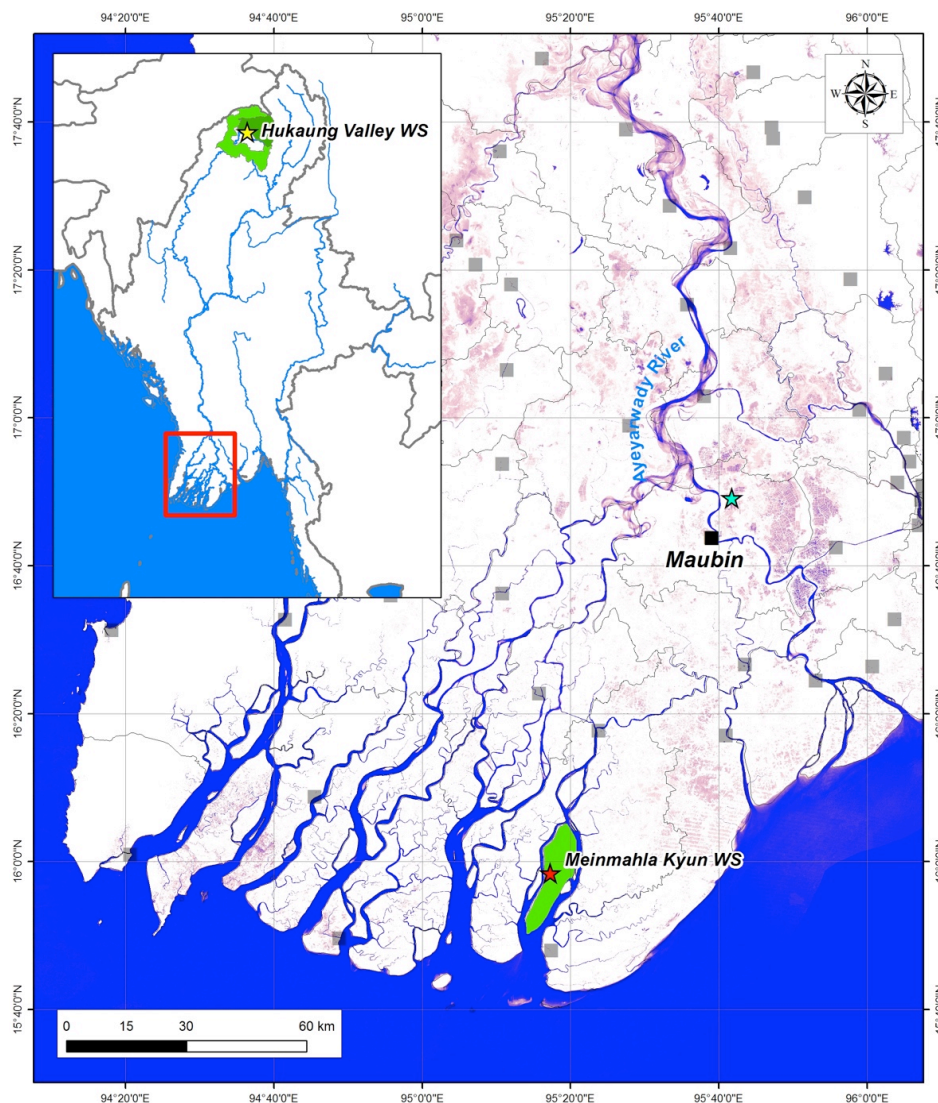 94°20'0"E 94°40'0"E 95°0'0"E 95°20'0"E 95°40'0"E 96°0'0"E
17°40'0"N
Hukaung Valley WS
N
W E
S
17°20'0"N
17°0'0"N
Ayeyarwady River
16°40'0"N
Maubin
16°20'0"N
16°0'0"N
Meinmahla Kyun WS
15°40'0"N
0 15 30 60 km
94°20'0"E 94°40'0"E 95°0'0"E 95°20'0"E 95°40'0"E 96°0'0"E